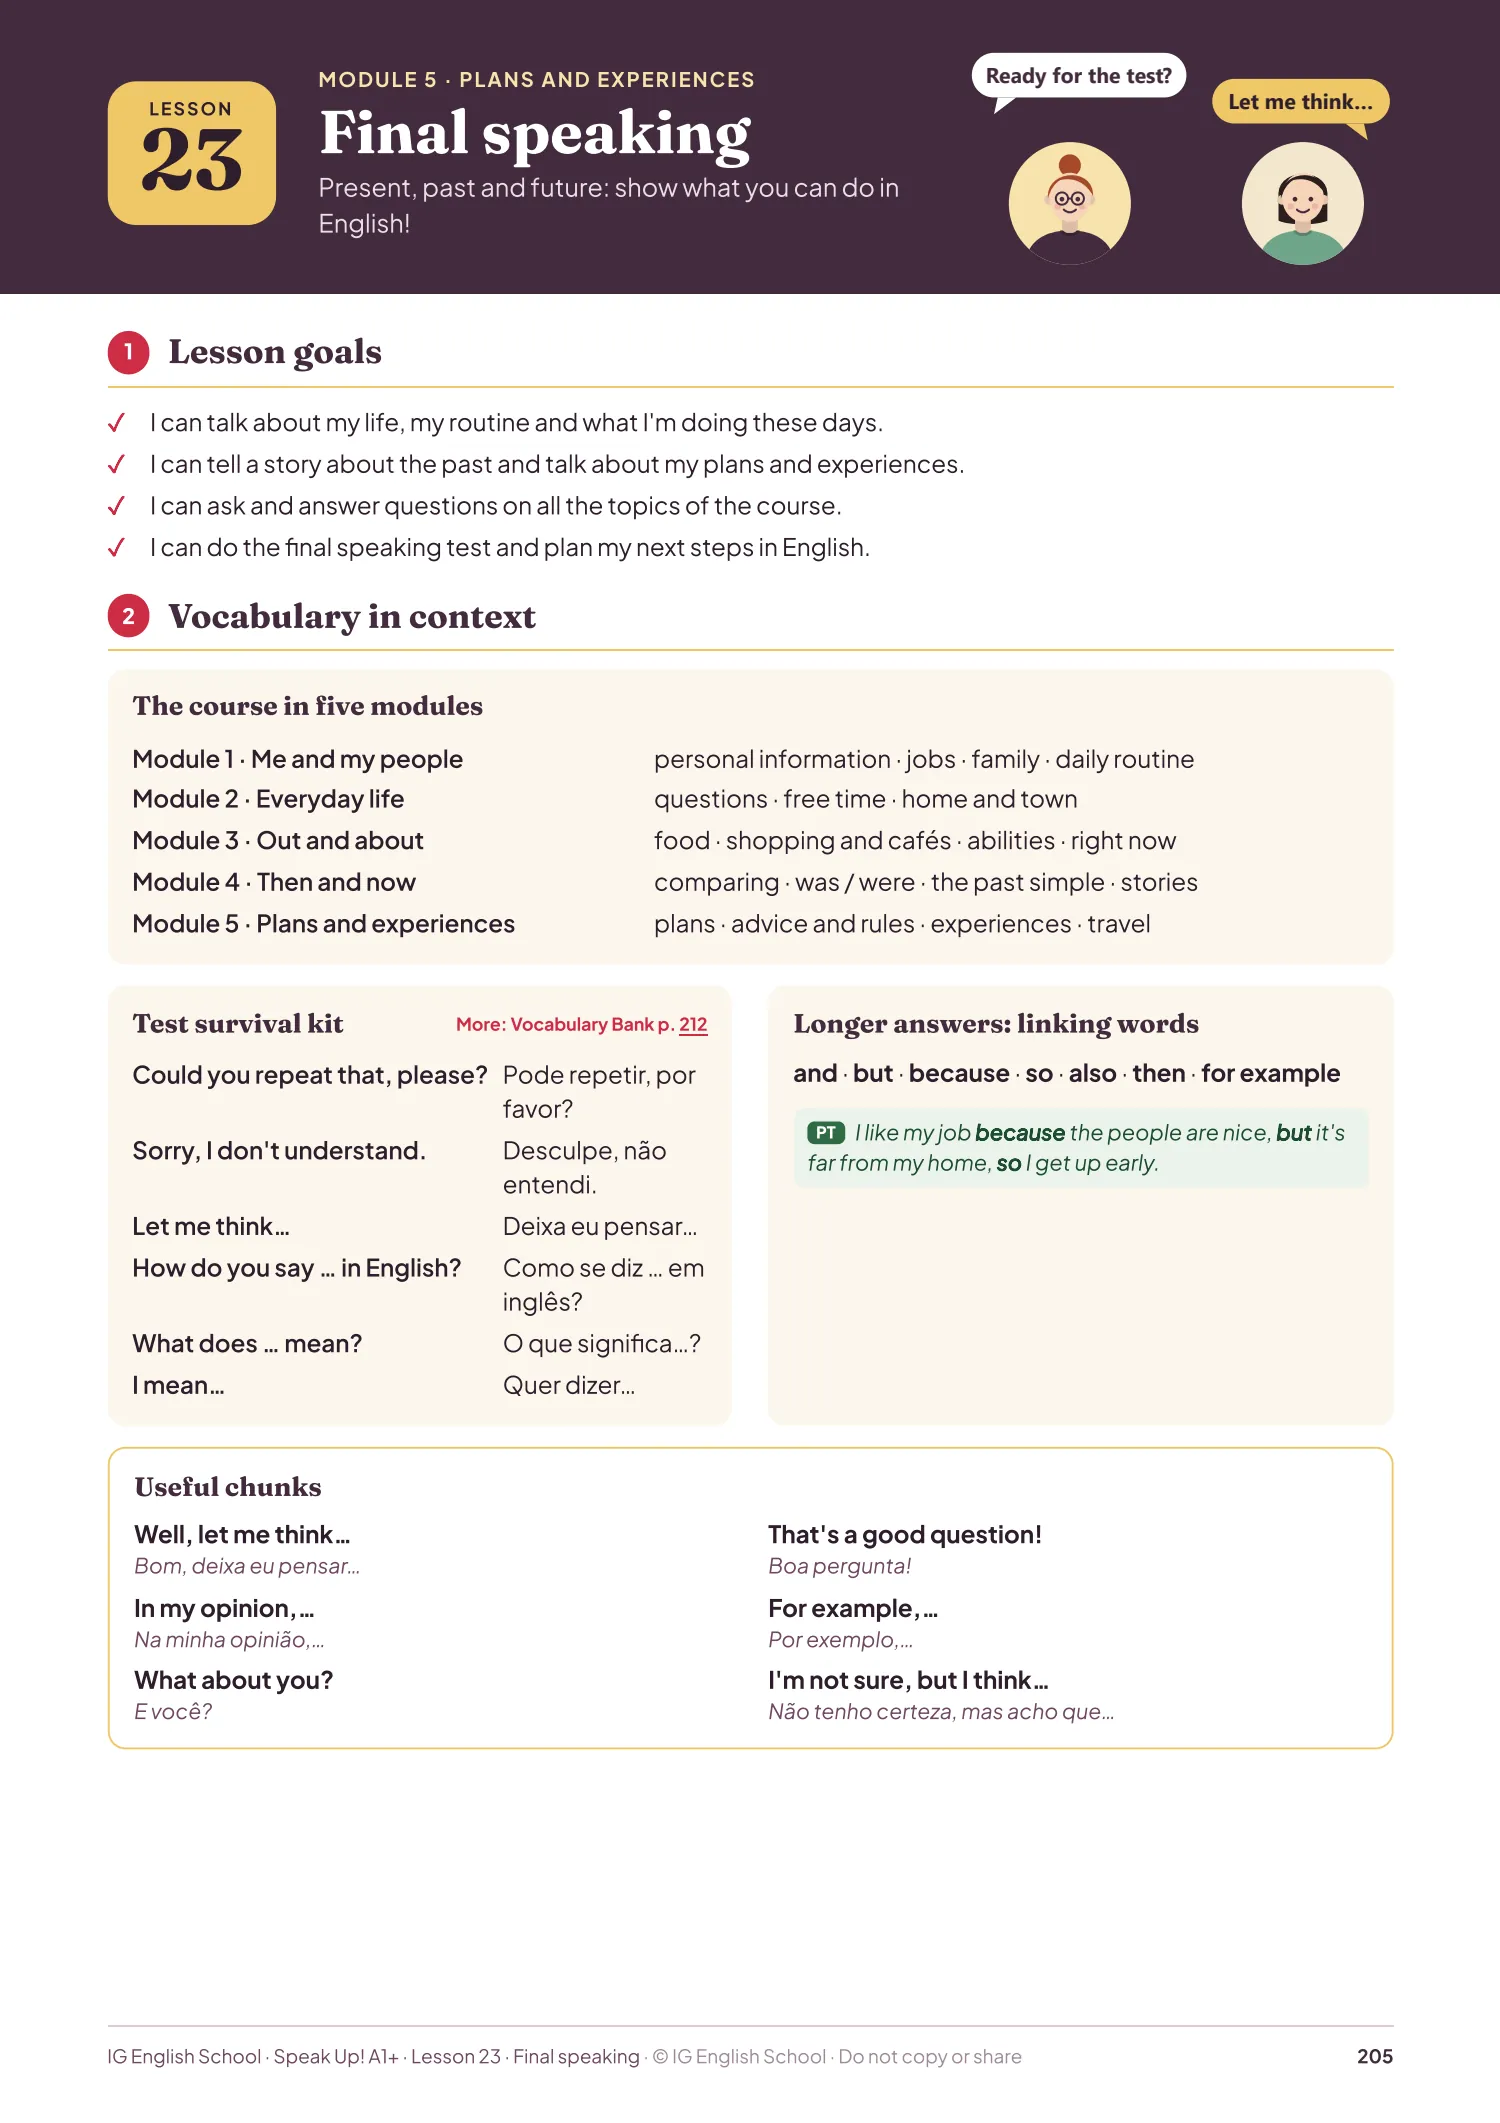 LESSON
23
MODULE 5 · PLANS AND EXPERIENCES
Final speaking
Present, past and future: show what you can do in
English!
Ready for the test?
Let me think...
1 Lesson goals
✓ I can talk about my life, my routine and what I'm doing these days.
✓ I can tell a story about the past and talk about my plans and experiences.
✓ I can ask and answer questions on all the topics of the course.
✓ I can do the final speaking test and plan my next steps in English.
2 Vocabulary in context
The course in five modules
Module 1 · Me and my people personal information · jobs · family · daily routine
Module 2 · Everyday life questions · free time · home and town
Module 3 · Out and about food · shopping and cafés · abilities · right now
Module 4 · Then and now comparing · was / were · the past simple · stories
Module 5 · Plans and experiences plans · advice and rules · experiences · travel
Test survival kit More: Vocabulary Bank p. 212
Could you repeat that, please? Pode repetir, por
favor?
Sorry, I don't understand. Desculpe, não
entendi.
Let me think... Deixa eu pensar...
How do you say ... in English? Como se diz ... em
inglês?
What does ... mean? O que significa...?
I mean... Quer dizer...
Longer answers: linking words
and · but · because · so · also · then · for example
PT I like my job because the people are nice, but it's
far from my home, so I get up early.
Useful chunks
Well, let me think...
Bom, deixa eu pensar...
That's a good question!
Boa pergunta!
In my opinion,...
Na minha opinião,...
For example,...
Por exemplo,...
What about you?
E você?
I'm not sure, but I think...
Não tenho certeza, mas acho que...
IG English School · Speak Up! A1+ · Lesson 23 · Final speaking · © IG English School · Do not copy or share 205